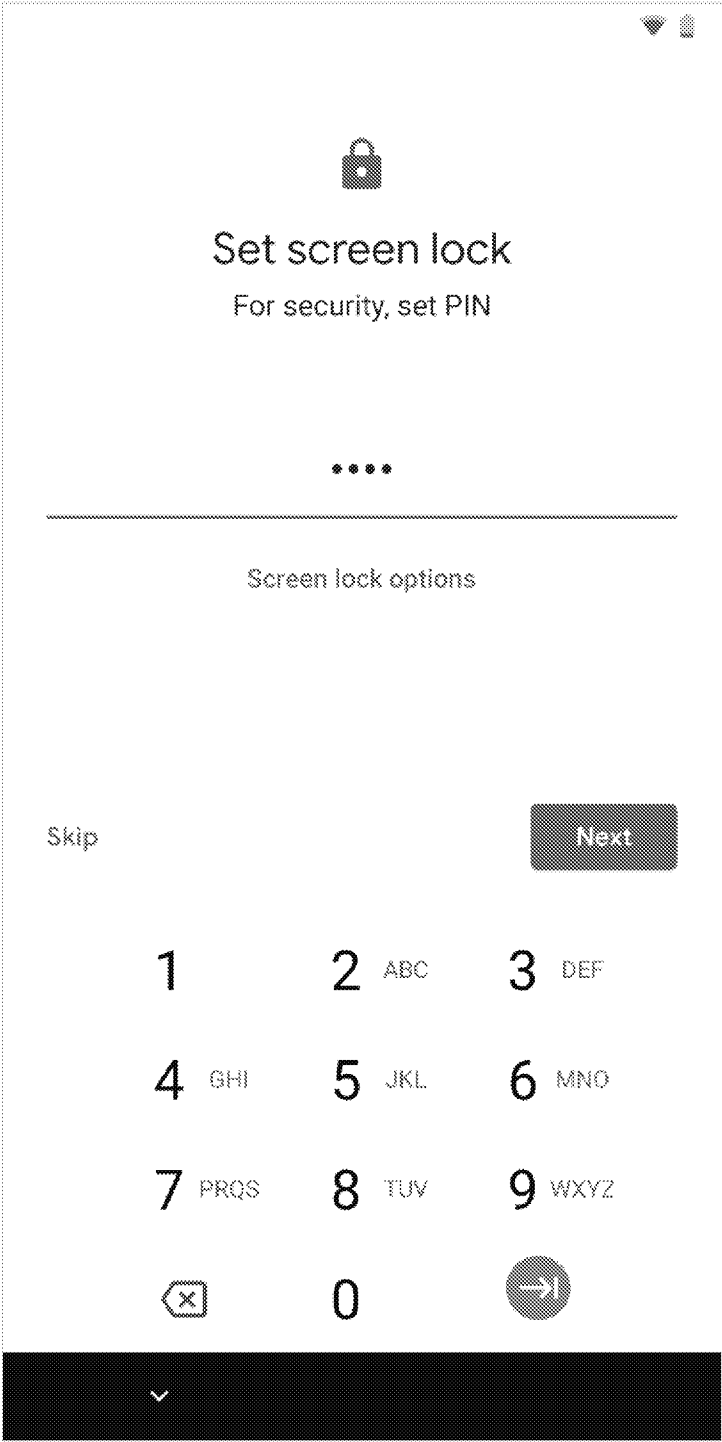 Set screen lock
For security, set PIN
••••
Screen lock options
Skip Next
1 2 ABC 3 DEF
4 GHI 5 JKL 6 MNO
7 PRQS 8 TUV 9 WXYZ
0